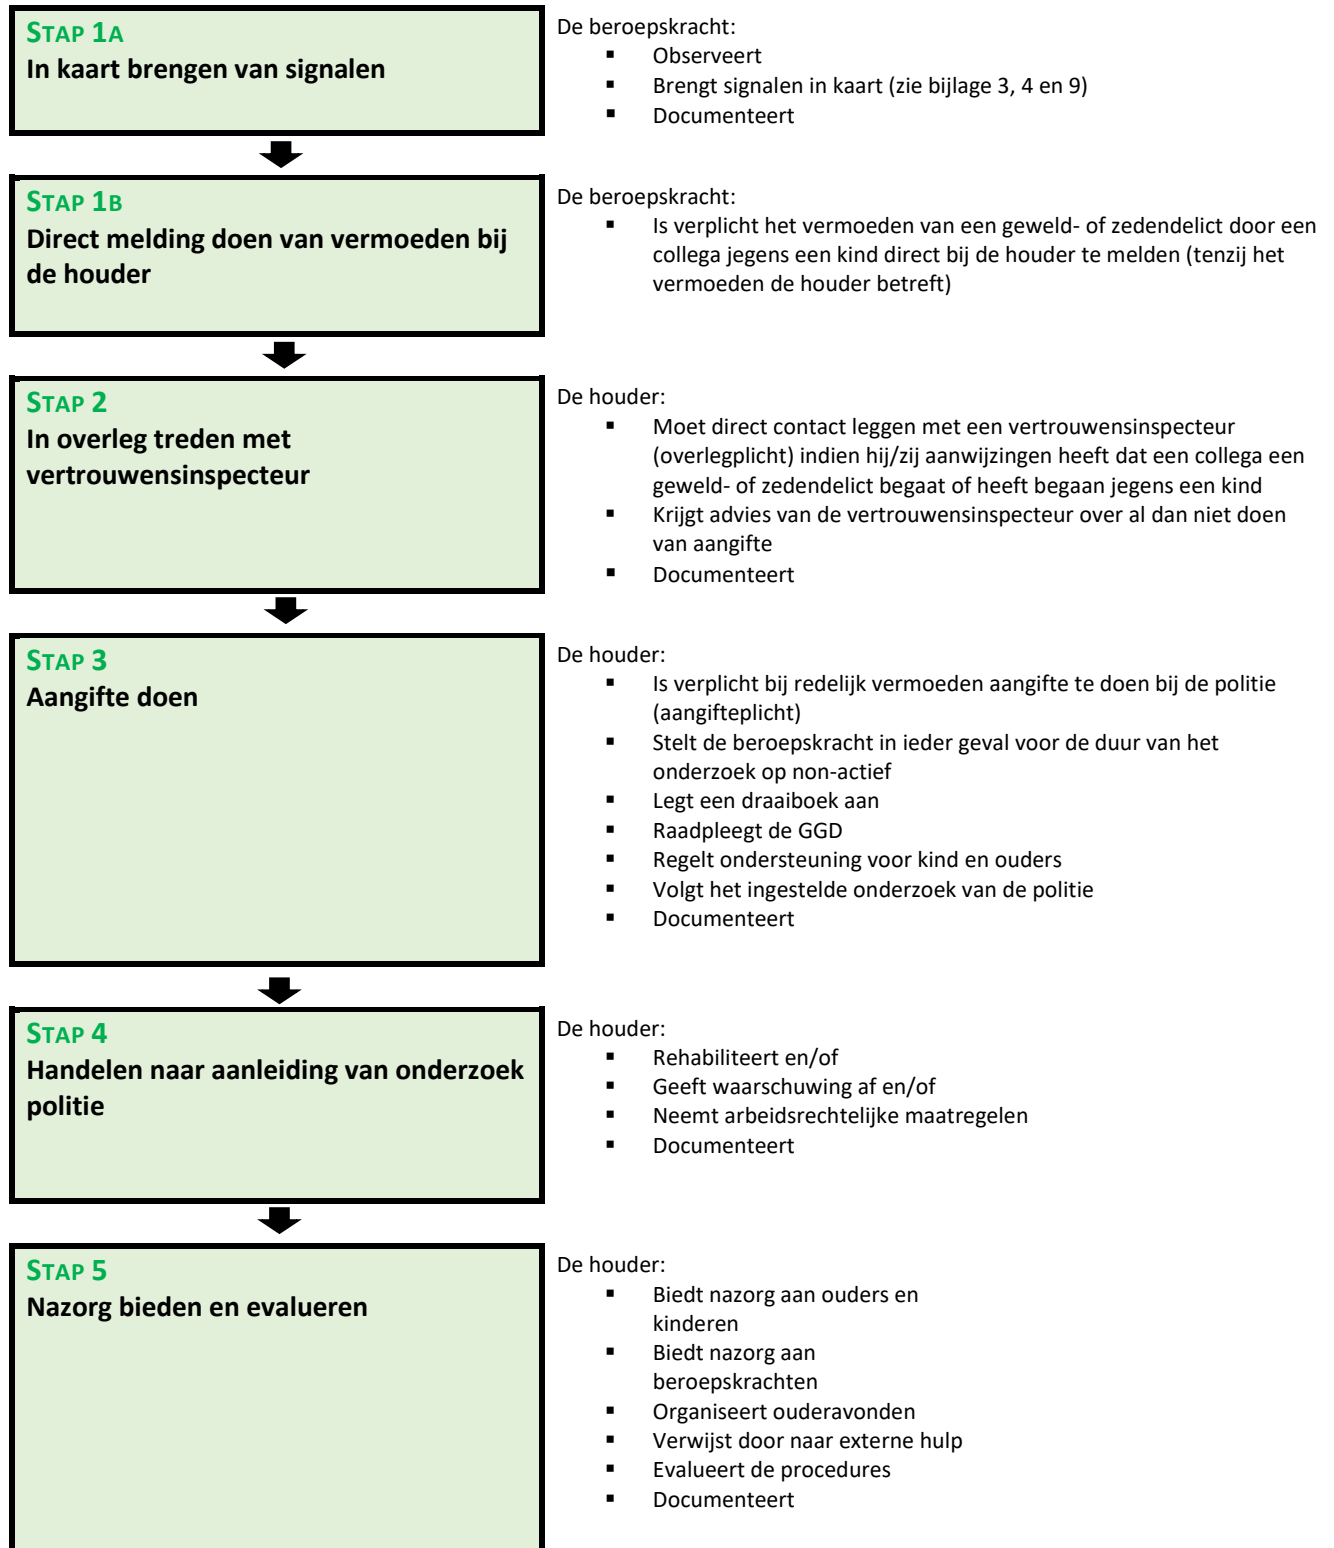 STAP 1A
In kaart brengen van signalen
De beroepskracht:
▪ Observeert
▪ Brengt signalen in kaart (zie bijlage 3, 4 en 9)
▪ Documenteert
STAP 1B
Direct melding doen van vermoeden bij
de houder
De beroepskracht:
▪ Is verplicht het vermoeden van een geweld- of zedendelict door een
collega jegens een kind direct bij de houder te melden (tenzij het
vermoeden de houder betreft)
STAP 2
In overleg treden met
vertrouwensinspecteur
De houder:
▪ Moet direct contact leggen met een vertrouwensinspecteur
(overlegplicht) indien hij/zij aanwijzingen heeft dat een collega een
geweld- of zedendelict begaat of heeft begaan jegens een kind
▪ Krijgt advies van de vertrouwensinspecteur over al dan niet doen
van aangifte
▪ Documenteert
STAP 3
Aangifte doen
De houder:
▪ Is verplicht bij redelijk vermoeden aangifte te doen bij de politie
(aangifteplicht)
▪ Stelt de beroepskracht in ieder geval voor de duur van het
onderzoek op non-actief
▪ Legt een draaiboek aan
▪ Raadpleegt de GGD
▪ Regelt ondersteuning voor kind en ouders
▪ Volgt het ingestelde onderzoek van de politie
▪ Documenteert
STAP 4
Handelen naar aanleiding van onderzoek
politie
De houder:
▪ Rehabiliteert en/of
▪ Geeft waarschuwing af en/of
▪ Neemt arbeidsrechtelijke maatregelen
▪ Documenteert
STAP 5
Nazorg bieden en evalueren
De houder:
▪ Biedt nazorg aan ouders en
kinderen
▪ Biedt nazorg aan
beroepskrachten
▪ Organiseert ouderavonden
▪ Verwijst door naar externe hulp
▪ Evalueert de procedures
▪ Documenteert